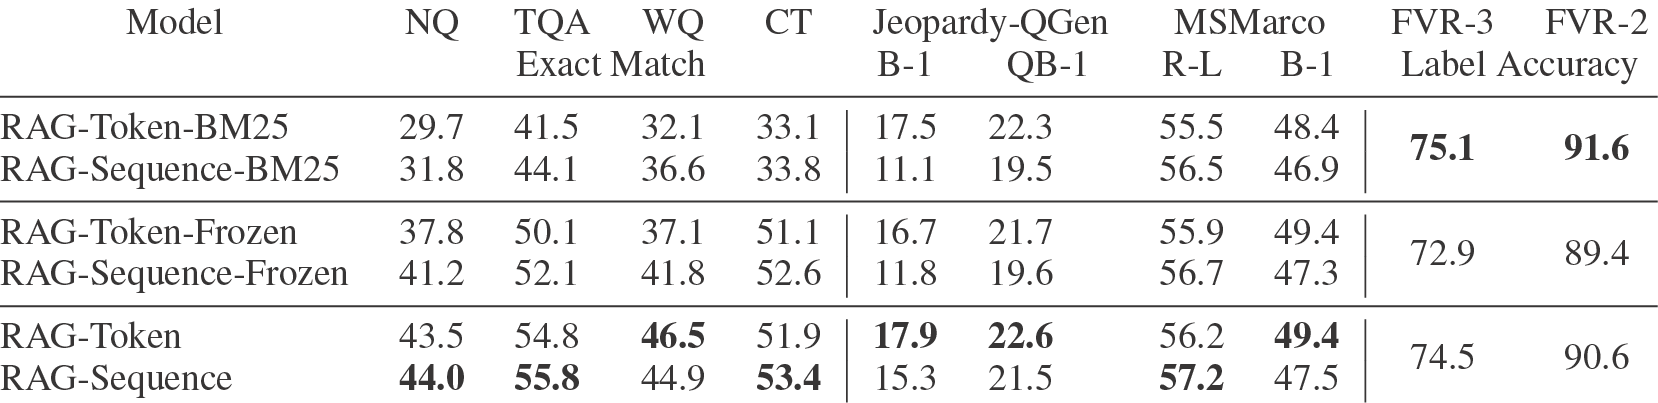 Model NQ TQA WQ CT Jeopardy-QGen MSMarco FVR-3 FVR-2
Exact Match B-1 QB-1 R-L B-1 Label Accuracy
RAG-Token-BM25 29.7 41.5 32.1 33.1 17.5 22.3 55.5 48.4 75.1 91.6
RAG-Sequence-BM25 31.8 44.1 36.6 33.8 11.1 19.5 56.5 46.9
RAG-Token-Frozen 37.8 50.1 37.1 51.1 16.7 21.7 55.9 49.4 72.9 89.4
RAG-Sequence-Frozen 41.2 52.1 41.8 52.6 11.8 19.6 56.7 47.3
RAG-Token 43.5 54.8 46.5 51.9 17.9 22.6 56.2 49.4 74.5 90.6
RAG-Sequence 44.0 55.8 44.9 53.4 15.3 21.5 57.2 47.5